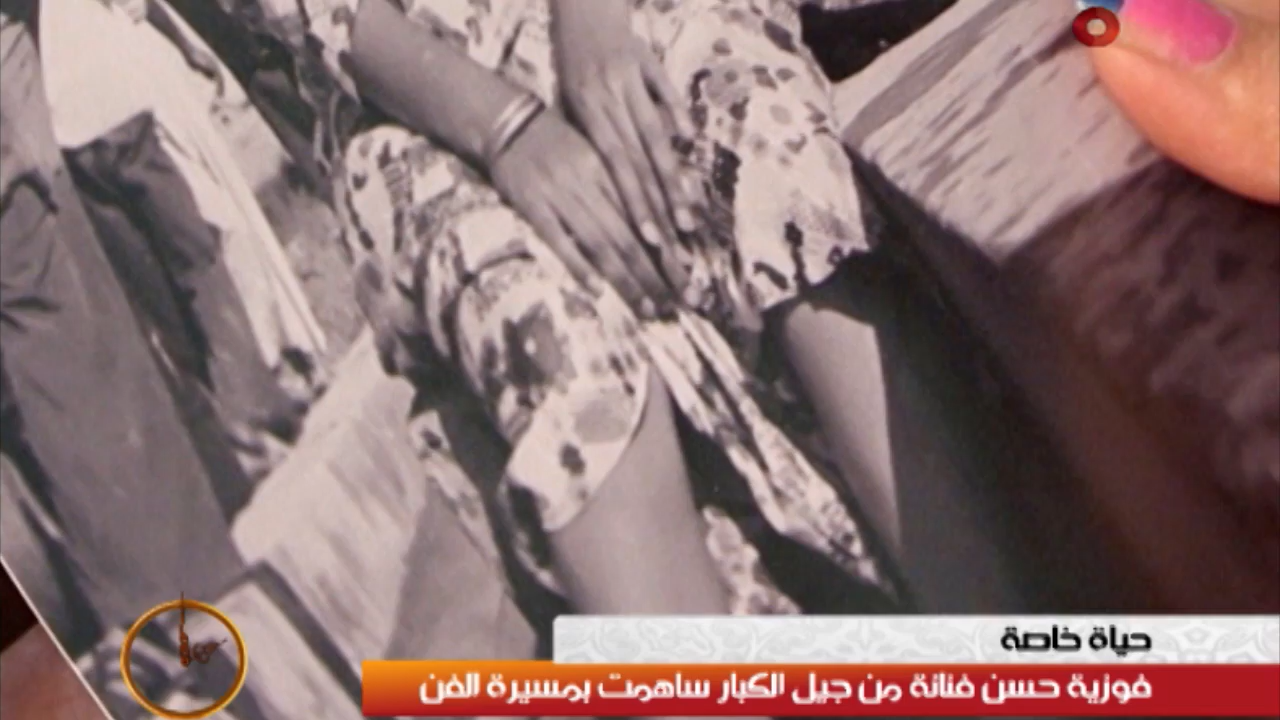 حياة خاصة
فوزية حسن فنانة من جيل الكبار ساهمت بمسيرة الفن